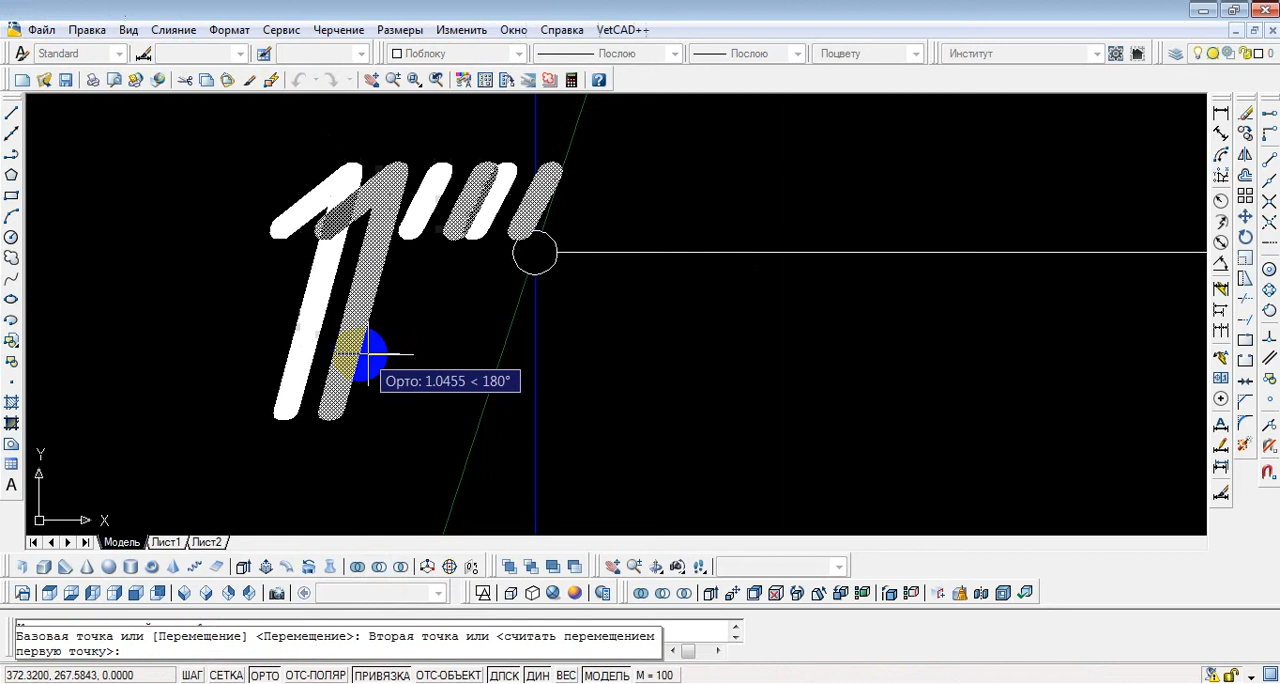 Файл Правка Вид Слияние Формат Сервис Черчение Размеры Изменить Окно Справка VetCAD++
Standard Поблоку Послою Послою Поцвету Институт 0
1'''
Орто: 1.0455 < 180°
Y
X
A
A
Модель Лист1 Лист2
Базовая точка или [Перемещение] <Перемещение>: Вторая точка или <считать перемещением
первую точку>:
372.3200, 267.5843, 0.0000 ШАГ СЕТКА ОРТО ОТС-ПОЛЯР ПРИВЯЗКА ОТС-ОБЪЕКТ ДПСК ДИН ВЕС МОДЕЛЬ М = 100